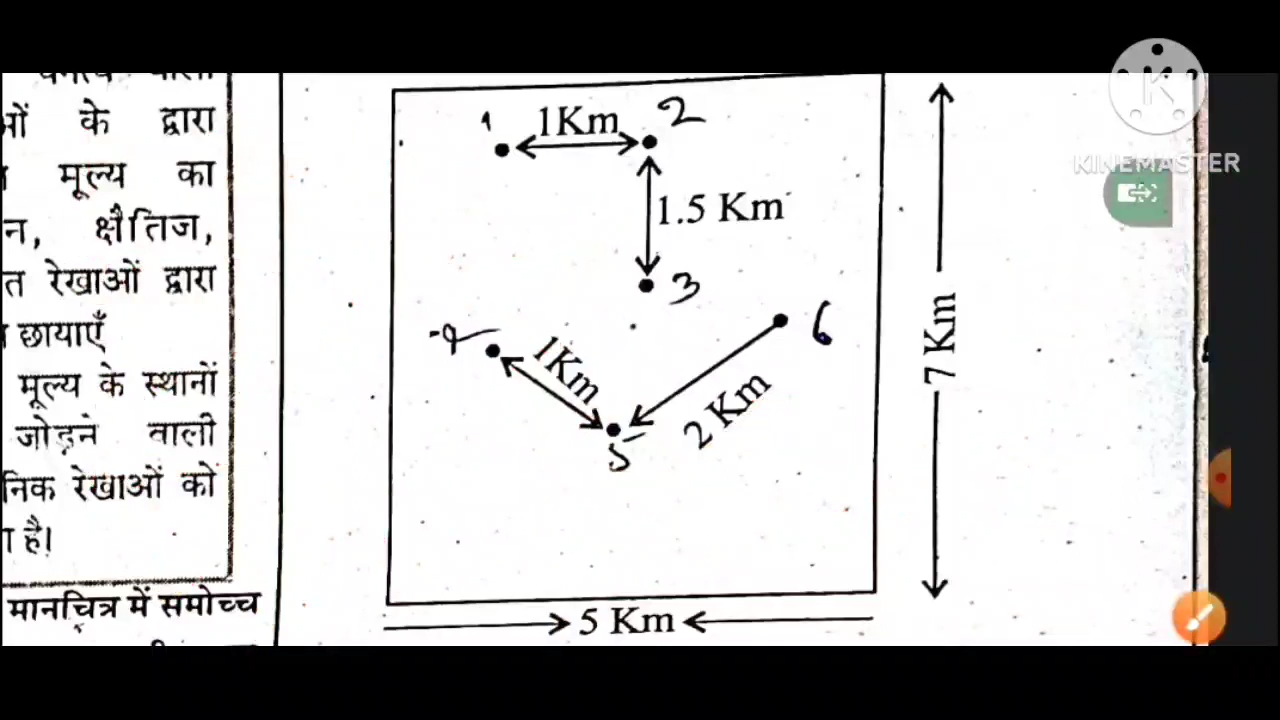 ओं के द्वारा
मूल्य का
न, क्षैतिज,
त रेखाओं द्वारा
छायाएँ
मूल्य के स्थानों
जोड़ने वाली
निक रेखाओं को
है।
मानचित्र में समोच्च
1
1Km
2
1.5 Km
3
4
1Km
5
2 Km
6
7 Km
5 Km
KINEMASTER